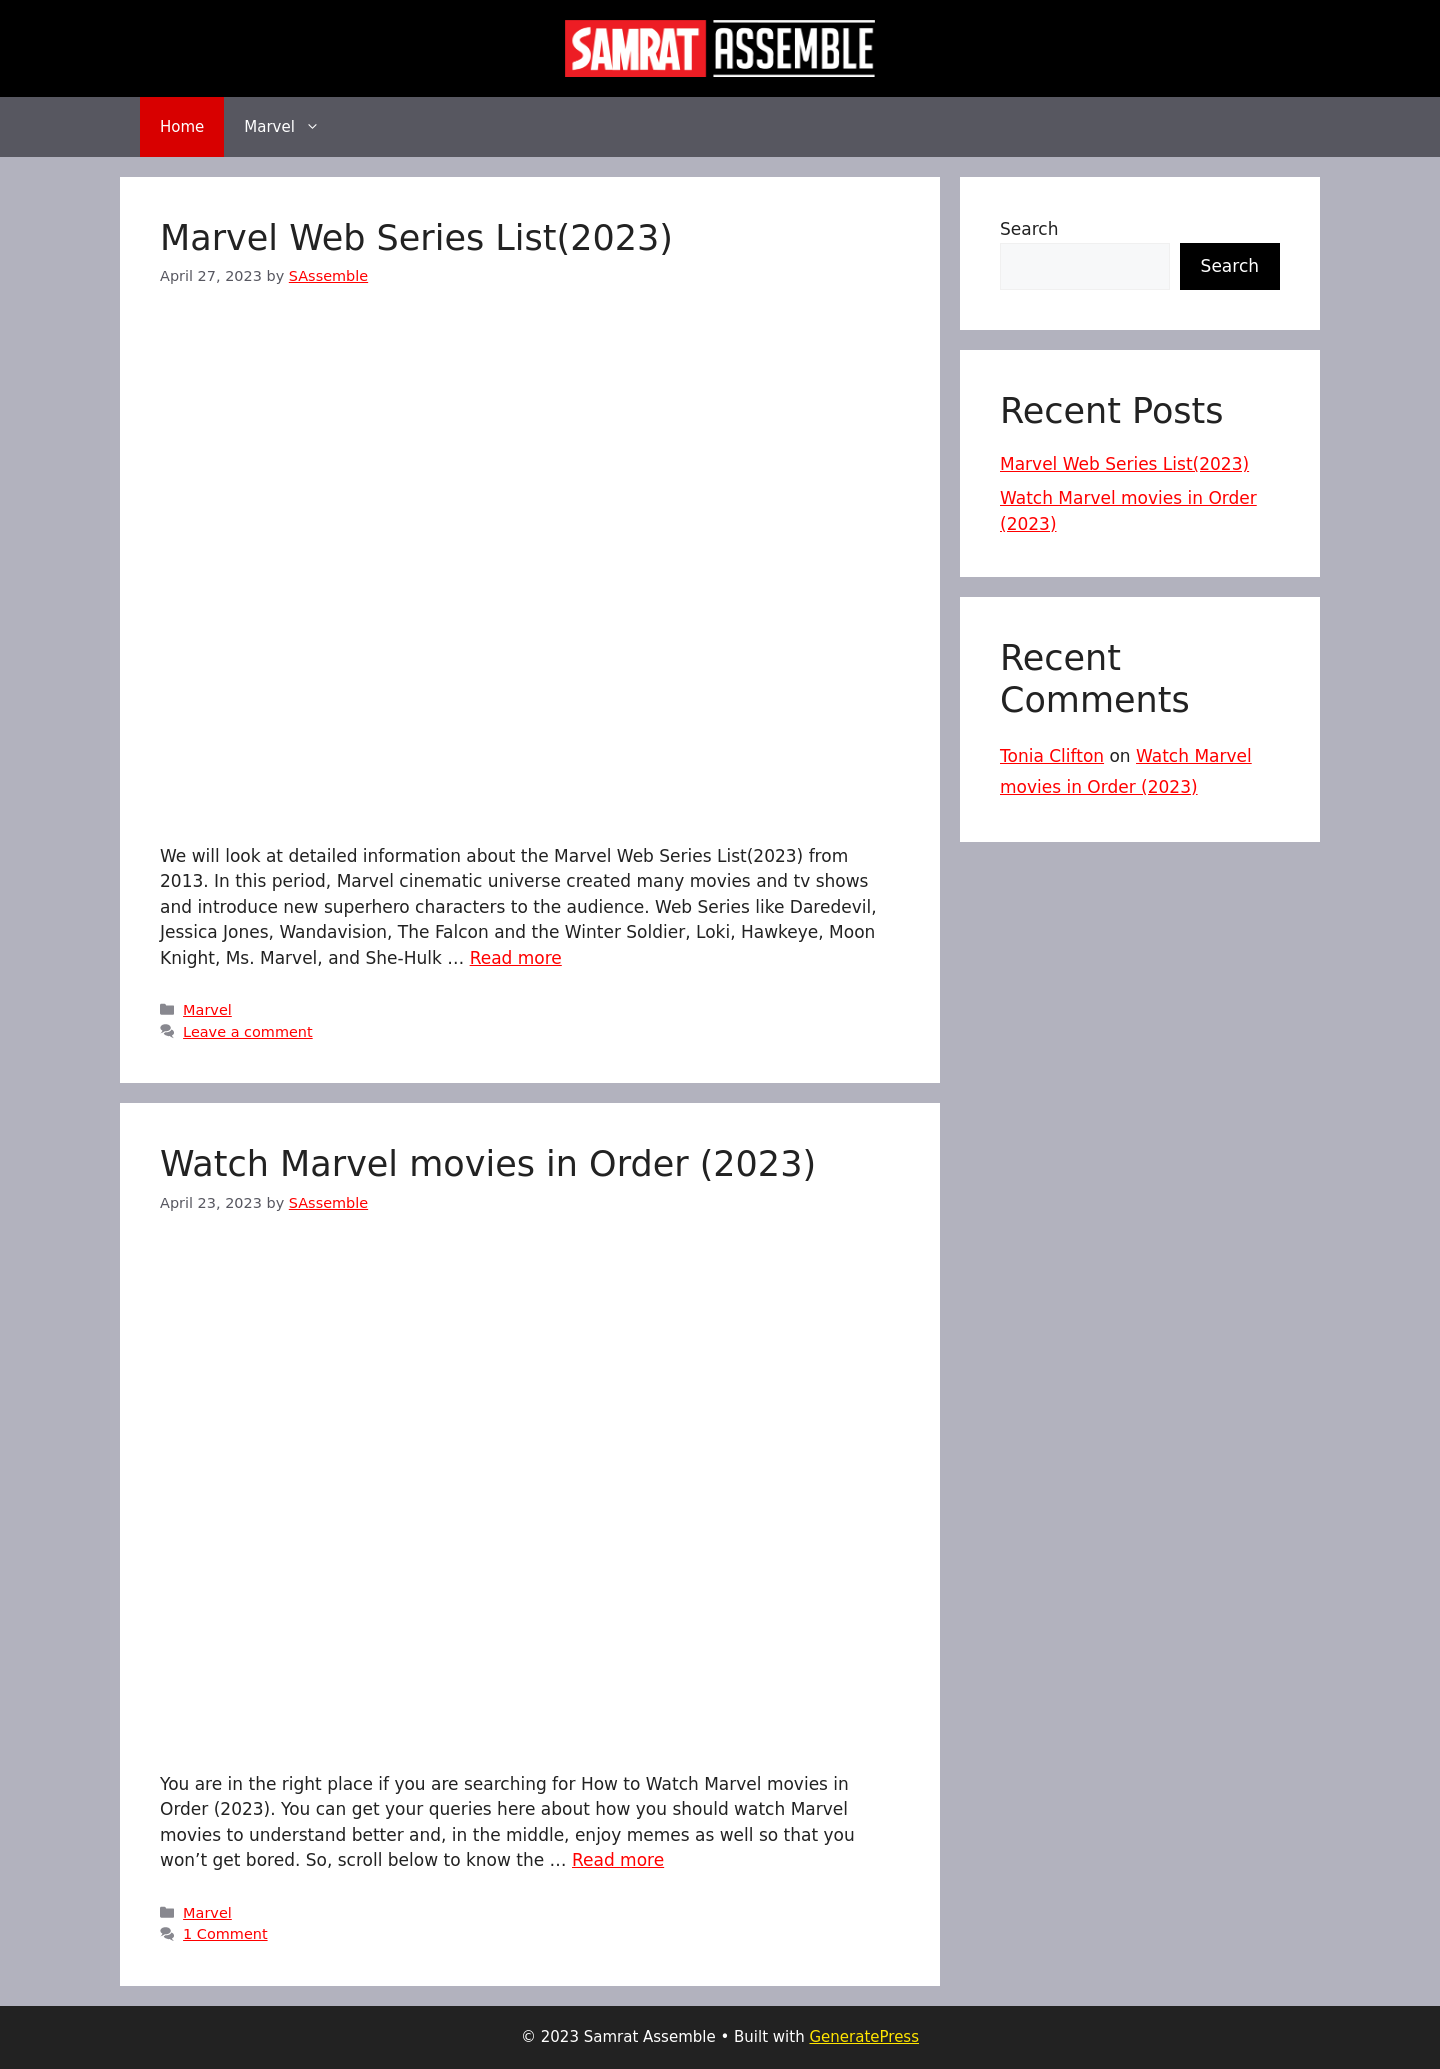 SAMRAT ASSEMBLE
Home Marvel
Marvel Web Series List(2023)
April 27, 2023 by SAssemble
We will look at detailed information about the Marvel Web Series List(2023) from
2013. In this period, Marvel cinematic universe created many movies and tv shows
and introduce new superhero characters to the audience. Web Series like Daredevil,
Jessica Jones, Wandavision, The Falcon and the Winter Soldier, Loki, Hawkeye, Moon
Knight, Ms. Marvel, and She-Hulk … Read more
Marvel
Leave a comment
Watch Marvel movies in Order (2023)
April 23, 2023 by SAssemble
You are in the right place if you are searching for How to Watch Marvel movies in
Order (2023). You can get your queries here about how you should watch Marvel
movies to understand better and, in the middle, enjoy memes as well so that you
won’t get bored. So, scroll below to know the … Read more
Marvel
1 Comment
Search
Search
Recent Posts
Marvel Web Series List(2023)
Watch Marvel movies in Order
(2023)
Recent
Comments
Tonia Clifton on Watch Marvel
movies in Order (2023)
© 2023 Samrat Assemble • Built with GeneratePress